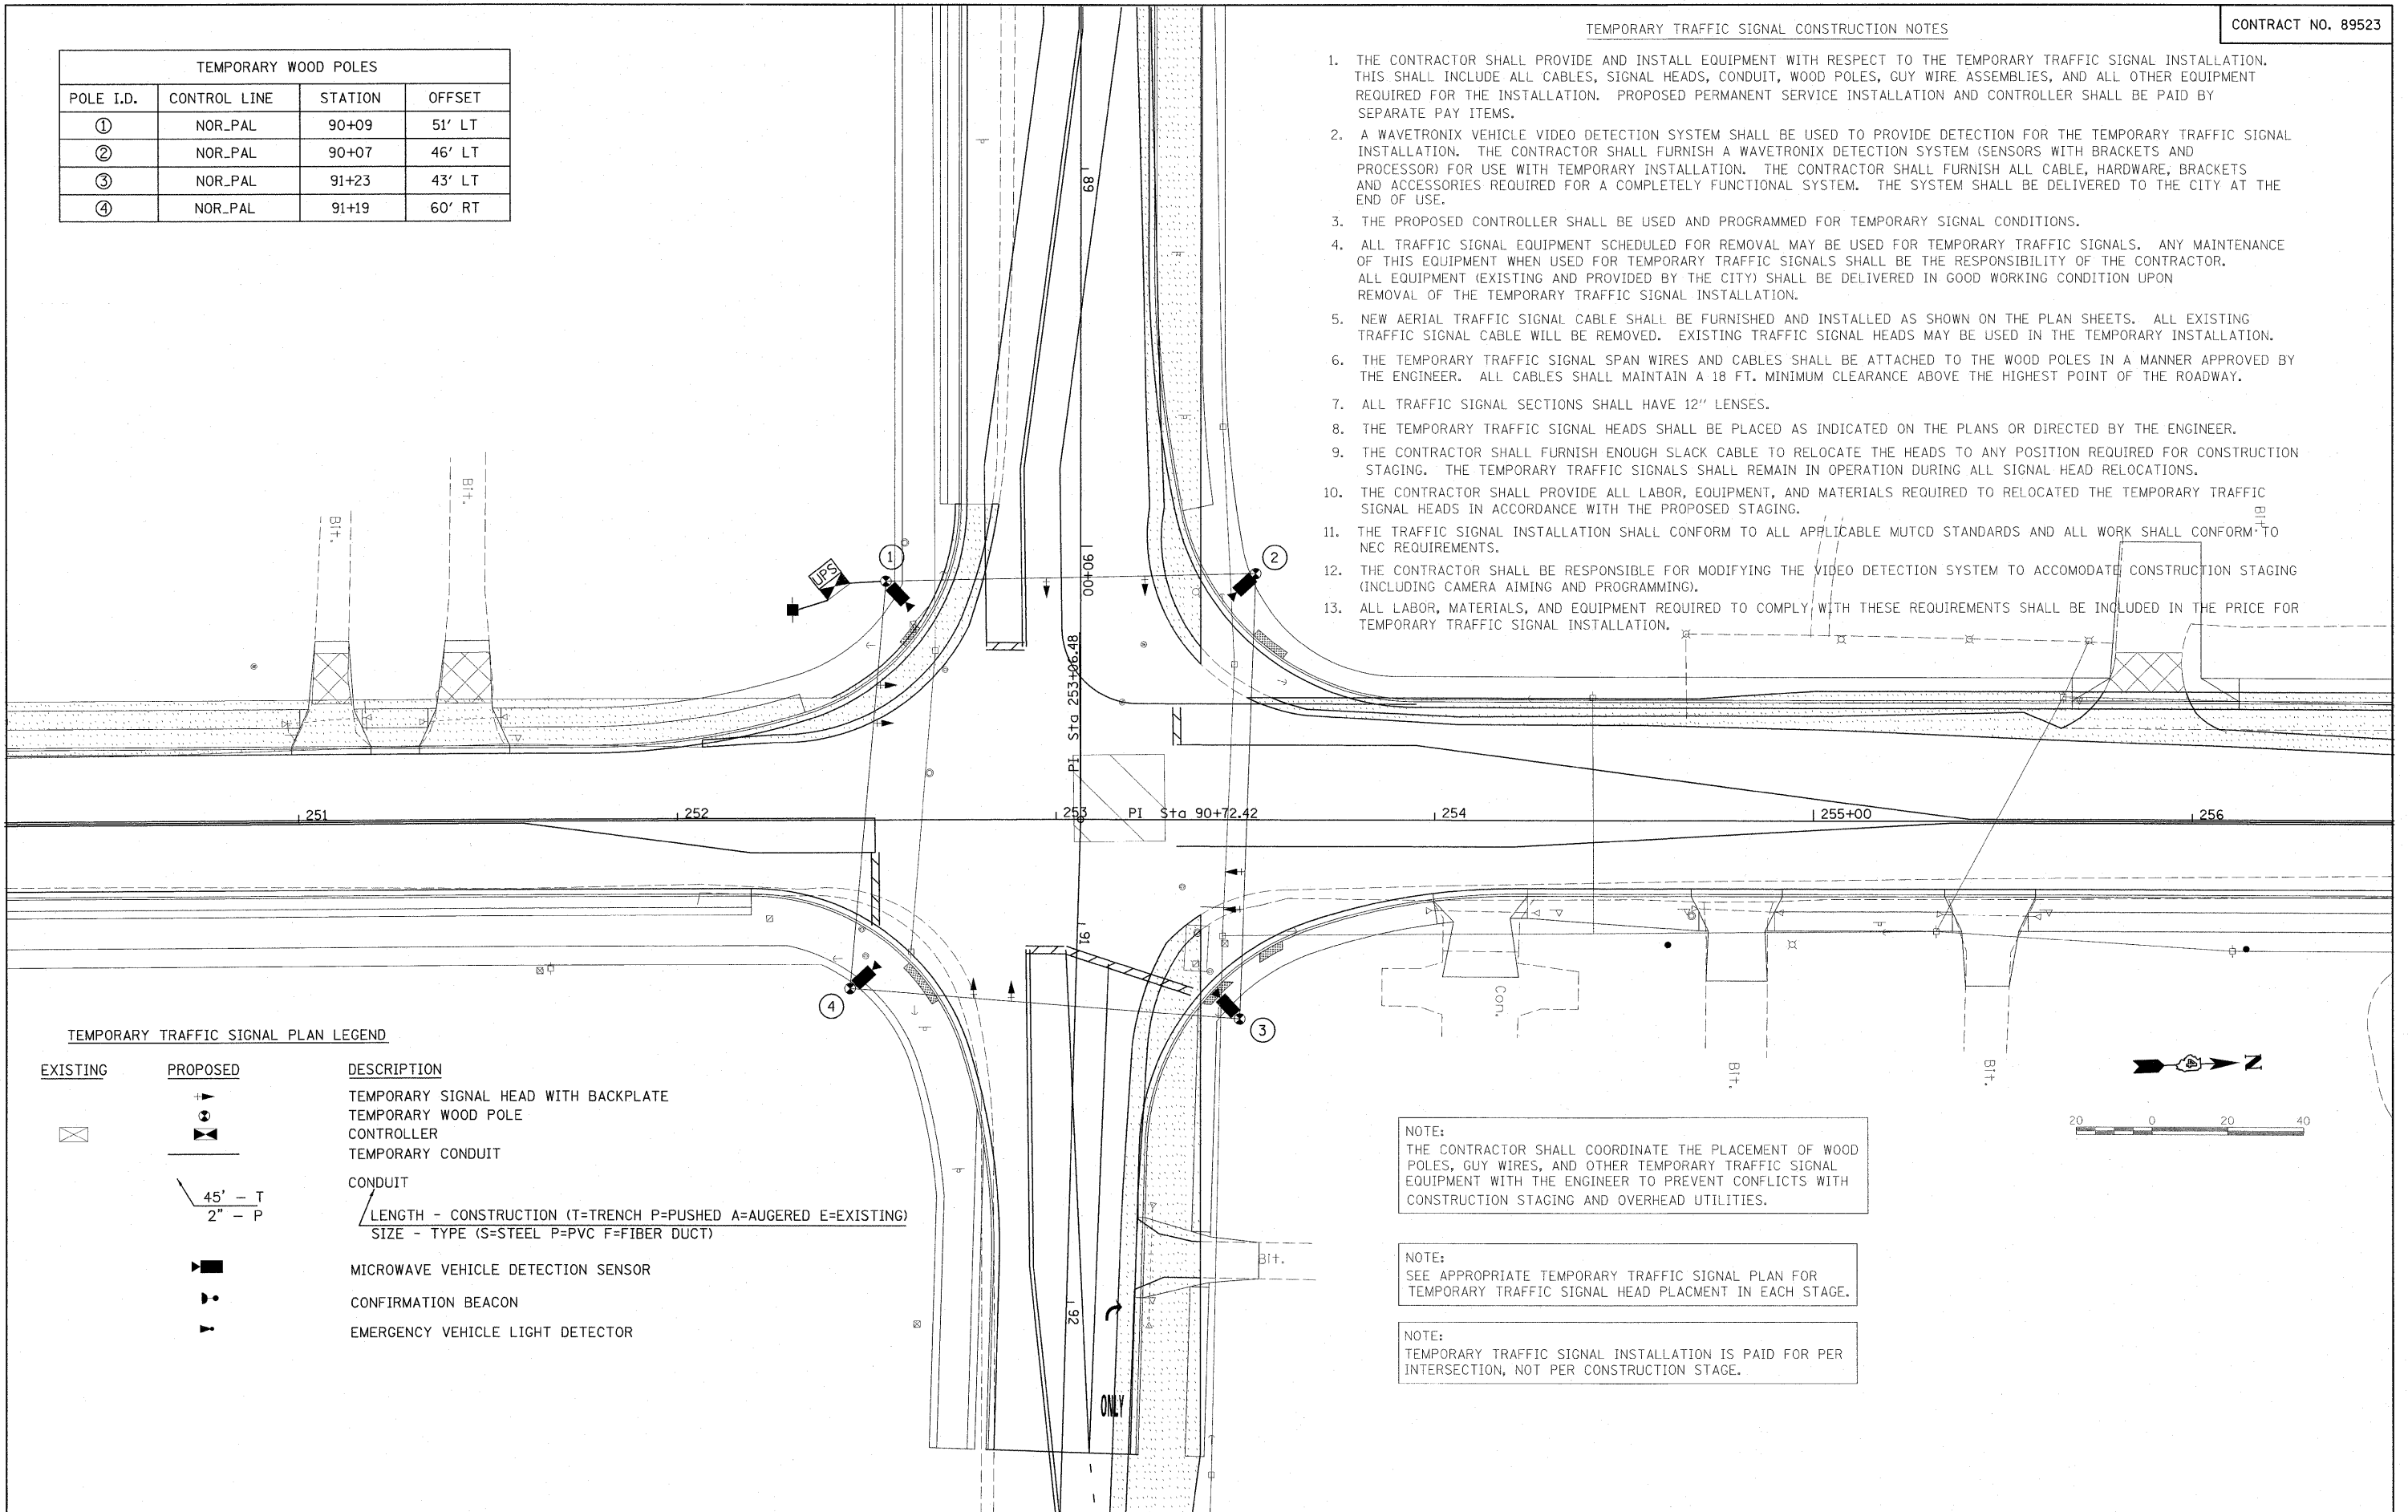 CONTRACT NO. 89523
TEMPORARY WOOD POLES
POLE I.D. CONTROL LINE STATION OFFSET
1 NOR_PAL 90+09 51' LT
2 NOR_PAL 90+07 46' LT
3 NOR_PAL 91+23 43' LT
4 NOR_PAL 91+19 60' RT
TEMPORARY TRAFFIC SIGNAL CONSTRUCTION NOTES
1. THE CONTRACTOR SHALL PROVIDE AND INSTALL EQUIPMENT WITH RESPECT TO THE TEMPORARY TRAFFIC SIGNAL INSTALLATION.
THIS SHALL INCLUDE ALL CABLES, SIGNAL HEADS, CONDUIT, WOOD POLES, GUY WIRE ASSEMBLIES, AND ALL OTHER EQUIPMENT
REQUIRED FOR THE INSTALLATION. PROPOSED PERMANENT SERVICE INSTALLATION AND CONTROLLER SHALL BE PAID BY
SEPARATE PAY ITEMS.
2. A WAVETRONIX VEHICLE VIDEO DETECTION SYSTEM SHALL BE USED TO PROVIDE DETECTION FOR THE TEMPORARY TRAFFIC SIGNAL
INSTALLATION. THE CONTRACTOR SHALL FURNISH A WAVETRONIX DETECTION SYSTEM (SENSORS WITH BRACKETS AND
PROCESSOR) FOR USE WITH TEMPORARY INSTALLATION. THE CONTRACTOR SHALL FURNISH ALL CABLE, HARDWARE, BRACKETS
AND ACCESSORIES REQUIRED FOR A COMPLETELY FUNCTIONAL SYSTEM. THE SYSTEM SHALL BE DELIVERED TO THE CITY AT THE
END OF USE.
3. THE PROPOSED CONTROLLER SHALL BE USED AND PROGRAMMED FOR TEMPORARY SIGNAL CONDITIONS.
4. ALL TRAFFIC SIGNAL EQUIPMENT SCHEDULED FOR REMOVAL MAY BE USED FOR TEMPORARY TRAFFIC SIGNALS. ANY MAINTENANCE
OF THIS EQUIPMENT WHEN USED FOR TEMPORARY TRAFFIC SIGNALS SHALL BE THE RESPONSIBILITY OF THE CONTRACTOR.
ALL EQUIPMENT (EXISTING AND PROVIDED BY THE CITY) SHALL BE DELIVERED IN GOOD WORKING CONDITION UPON
REMOVAL OF THE TEMPORARY TRAFFIC SIGNAL INSTALLATION.
5. NEW AERIAL TRAFFIC SIGNAL CABLE SHALL BE FURNISHED AND INSTALLED AS SHOWN ON THE PLAN SHEETS. ALL EXISTING
TRAFFIC SIGNAL CABLE WILL BE REMOVED. EXISTING TRAFFIC SIGNAL HEADS MAY BE USED IN THE TEMPORARY INSTALLATION.
6. THE TEMPORARY TRAFFIC SIGNAL SPAN WIRES AND CABLES SHALL BE ATTACHED TO THE WOOD POLES IN A MANNER APPROVED BY
THE ENGINEER. ALL CABLES SHALL MAINTAIN A 18 FT. MINIMUM CLEARANCE ABOVE THE HIGHEST POINT OF THE ROADWAY.
7. ALL TRAFFIC SIGNAL SECTIONS SHALL HAVE 12'' LENSES.
8. THE TEMPORARY TRAFFIC SIGNAL HEADS SHALL BE PLACED AS INDICATED ON THE PLANS OR DIRECTED BY THE ENGINEER.
9. THE CONTRACTOR SHALL FURNISH ENOUGH SLACK CABLE TO RELOCATE THE HEADS TO ANY POSITION REQUIRED FOR CONSTRUCTION
STAGING. THE TEMPORARY TRAFFIC SIGNALS SHALL REMAIN IN OPERATION DURING ALL SIGNAL HEAD RELOCATIONS.
10. THE CONTRACTOR SHALL PROVIDE ALL LABOR, EQUIPMENT, AND MATERIALS REQUIRED TO RELOCATED THE TEMPORARY TRAFFIC
SIGNAL HEADS IN ACCORDANCE WITH THE PROPOSED STAGING.
11. THE TRAFFIC SIGNAL INSTALLATION SHALL CONFORM TO ALL APPLICABLE MUTCD STANDARDS AND ALL WORK SHALL CONFORM TO
NEC REQUIREMENTS.
12. THE CONTRACTOR SHALL BE RESPONSIBLE FOR MODIFYING THE VIDEO DETECTION SYSTEM TO ACCOMODATE CONSTRUCTION STAGING
(INCLUDING CAMERA AIMING AND PROGRAMMING).
13. ALL LABOR, MATERIALS, AND EQUIPMENT REQUIRED TO COMPLY WITH THESE REQUIREMENTS SHALL BE INCLUDED IN THE PRICE FOR
TEMPORARY TRAFFIC SIGNAL INSTALLATION.
Bit.
Bit.
Bit.
89
90+00
1
2
UPS
PI Sta 253+06.48
251
252
253
PI Sta 90+72.42
254
255+00
256
91
4
3
Con.
Bit.
Bit.
Bit.
92
ONLY
N
20 0 20 40
TEMPORARY TRAFFIC SIGNAL PLAN LEGEND
EXISTING PROPOSED DESCRIPTION
TEMPORARY SIGNAL HEAD WITH BACKPLATE
TEMPORARY WOOD POLE
CONTROLLER
TEMPORARY CONDUIT
CONDUIT
45' - T
2" - P
LENGTH - CONSTRUCTION (T=TRENCH P=PUSHED A=AUGERED E=EXISTING)
SIZE - TYPE (S=STEEL P=PVC F=FIBER DUCT)
MICROWAVE VEHICLE DETECTION SENSOR
CONFIRMATION BEACON
EMERGENCY VEHICLE LIGHT DETECTOR
NOTE:
THE CONTRACTOR SHALL COORDINATE THE PLACEMENT OF WOOD
POLES, GUY WIRES, AND OTHER TEMPORARY TRAFFIC SIGNAL
EQUIPMENT WITH THE ENGINEER TO PREVENT CONFLICTS WITH
CONSTRUCTION STAGING AND OVERHEAD UTILITIES.
NOTE:
SEE APPROPRIATE TEMPORARY TRAFFIC SIGNAL PLAN FOR
TEMPORARY TRAFFIC SIGNAL HEAD PLACMENT IN EACH STAGE.
NOTE:
TEMPORARY TRAFFIC SIGNAL INSTALLATION IS PAID FOR PER
INTERSECTION, NOT PER CONSTRUCTION STAGE.